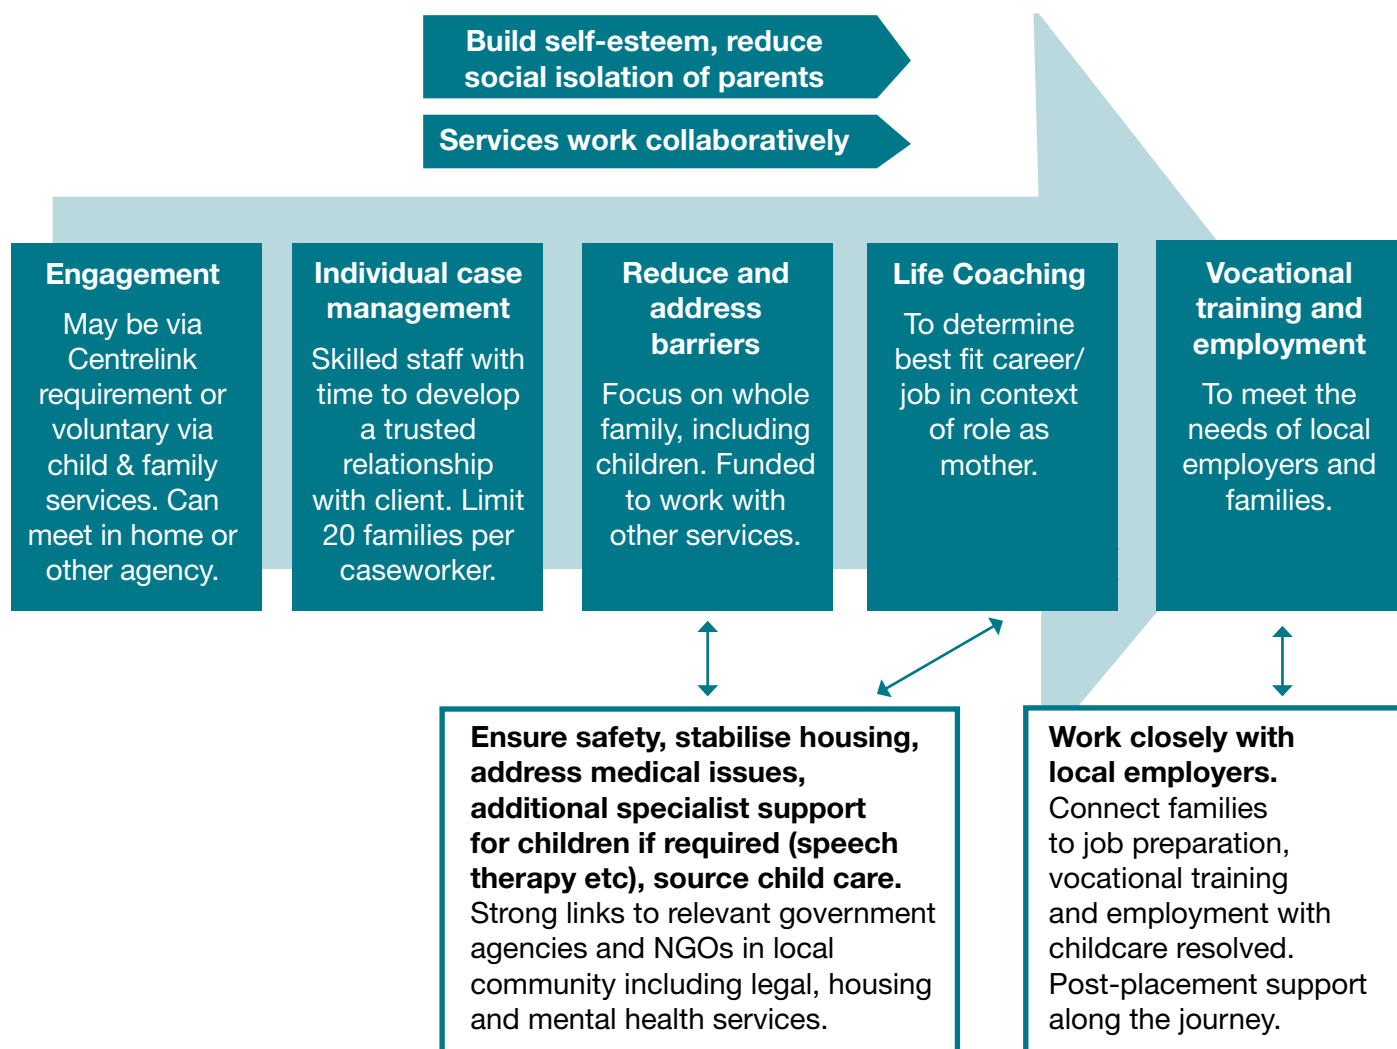 Build self-esteem, reduce
social isolation of parents
Services work collaboratively
Engagement
May be via
Centrelink
requirement or
voluntary via
child & family
services. Can
meet in home or
other agency.
Individual case
management
Skilled staff with
time to develop
a trusted
relationship
with client. Limit
20 families per
caseworker.
Reduce and
address
barriers
Focus on whole
family, including
children. Funded
to work with
other services.
Life Coaching
To determine
best fit career/
job in context
of role as
mother.
Vocational
training and
employment
To meet the
needs of local
employers and
families.
Ensure safety, stabilise housing,
address medical issues,
additional specialist support
for children if required (speech
therapy etc), source child care.
Strong links to relevant government
agencies and NGOs in local
community including legal, housing
and mental health services.
Work closely with
local employers.
Connect families
to job preparation,
vocational training
and employment with
childcare resolved.
Post-placement support
along the journey.